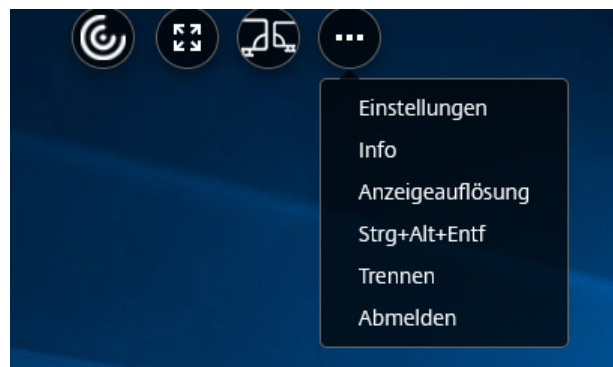 Einstellungen
Info
Anzeigeauflösung
Strg+Alt+Entf
Trennen
Abmelden